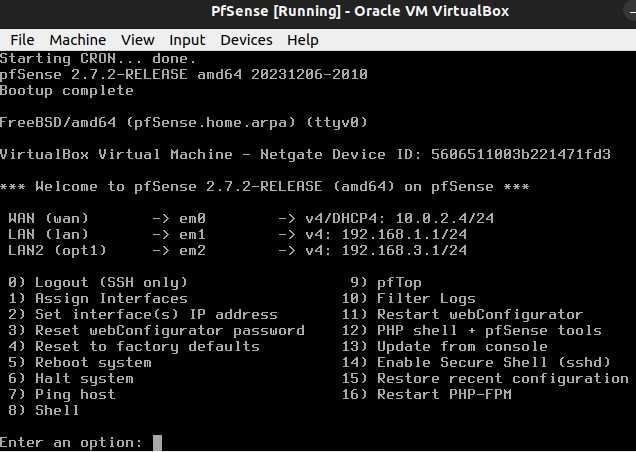 PfSense [Running] - Oracle VM VirtualBox
File Machine View Input Devices Help
Starting CRON... done.
pfSense 2.7.2-RELEASE amd64 20231206-2010
Bootup complete
FreeBSD/amd64 (pfSense.home.arpa) (ttyv0)
VirtualBox Virtual Machine - Netgate Device ID: 5606511003b221471fd3
*** Welcome to pfSense 2.7.2-RELEASE (amd64) on pfSense ***
WAN (wan) -> em0 -> v4/DHCP4: 10.0.2.4/24
LAN (lan) -> em1 -> v4: 192.168.1.1/24
LAN2 (opt1) -> em2 -> v4: 192.168.3.1/24
0) Logout (SSH only) 9) pfTop
1) Assign Interfaces 10) Filter Logs
2) Set interface(s) IP address 11) Restart webConfigurator
3) Reset webConfigurator password 12) PHP shell + pfSense tools
4) Reset to factory defaults 13) Update from console
5) Reboot system 14) Enable Secure Shell (sshd)
6) Halt system 15) Restore recent configuration
7) Ping host 16) Restart PHP-FPM
8) Shell
Enter an option: